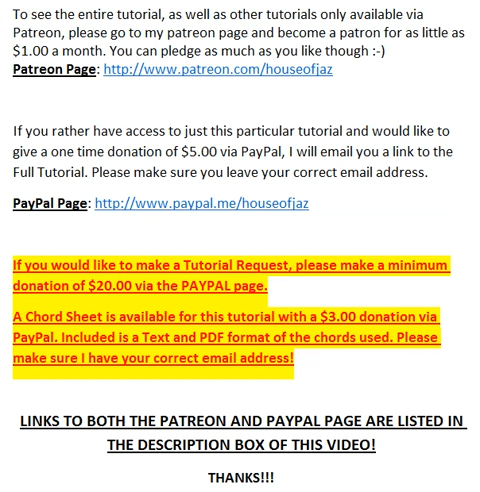 To see the entire tutorial, as well as other tutorials only available via
Patreon, please go to my patreon page and become a patron for as little as
$1.00 a month. You can pledge as much as you like though :-)
Patreon Page: http://www.patreon.com/houseofjaz
If you rather have access to just this particular tutorial and would like to
give a one time donation of $5.00 via PayPal, I will email you a link to the
Full Tutorial. Please make sure you leave your correct email address.
PayPal Page: http://www.paypal.me/houseofjaz
If you would like to make a Tutorial Request, please make a minimum
donation of $20.00 via the PAYPAL page.
A Chord Sheet is available for this tutorial with a $3.00 donation via
PayPal. Included is a Text and PDF format of the chords used. Please
make sure I have your correct email address!
LINKS TO BOTH THE PATREON AND PAYPAL PAGE ARE LISTED IN
THE DESCRIPTION BOX OF THIS VIDEO!
THANKS!!!